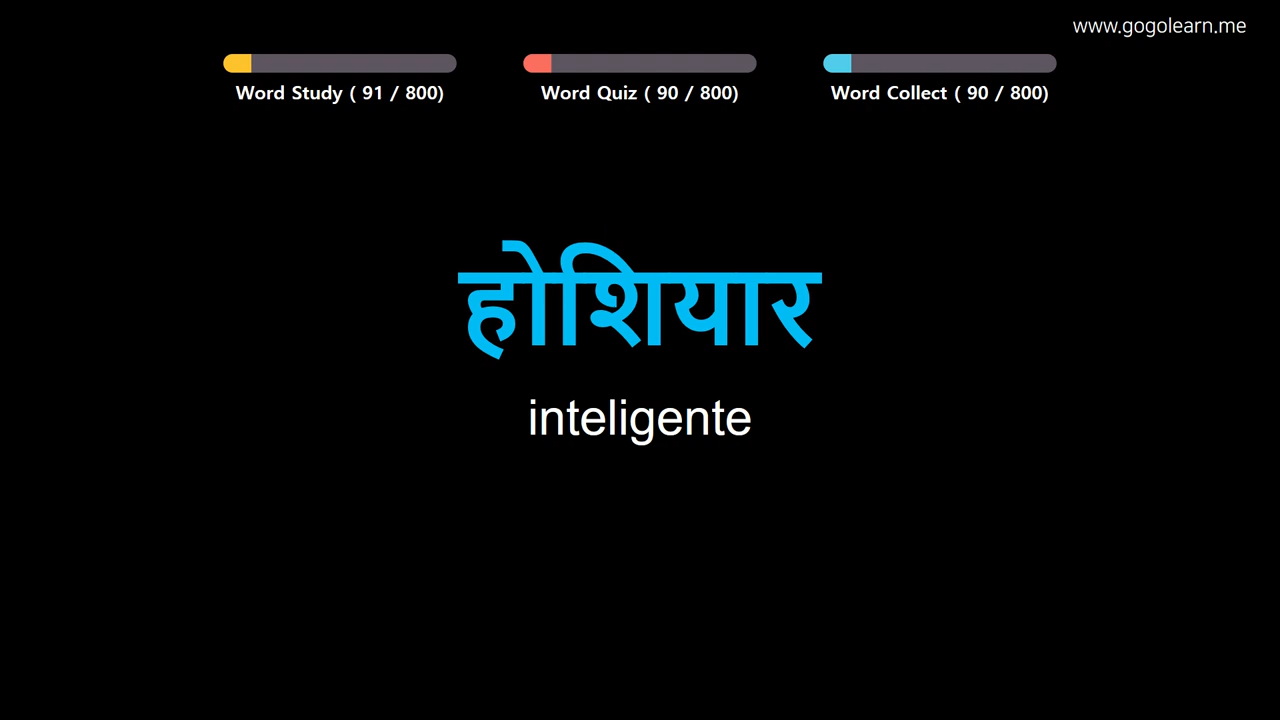 www.gogolearn.me
Word Study ( 91 / 800)
Word Quiz ( 90 / 800)
Word Collect ( 90 / 800)
होशियार
inteligente